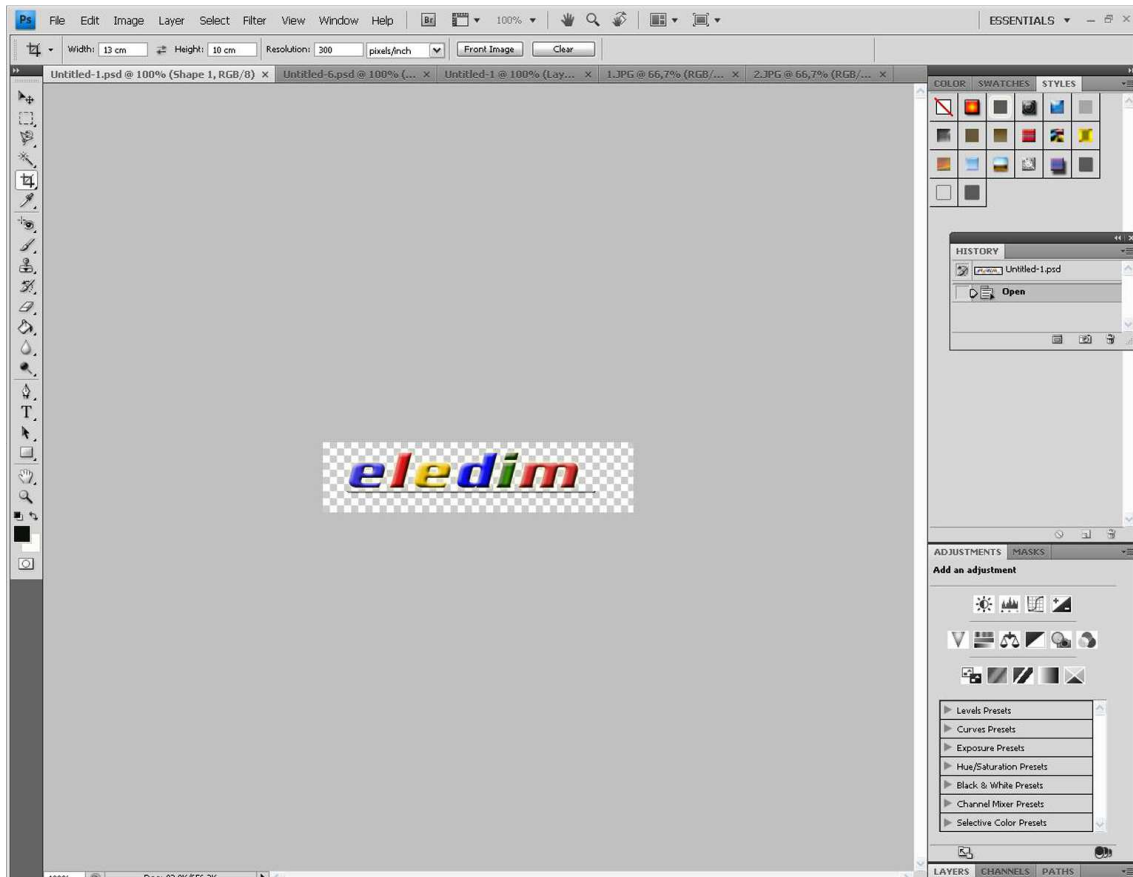 Ps File Edit Image Layer Select Filter View Window Help Br 100% ESSENTIALS
Width: 13 cm Height: 10 cm Resolution: 300 pixels/inch Front Image Clear
Untitled-1.psd @ 100% (Shape 1, RGB/8) × Untitled-6.psd @ 100% (... × Untitled-1 @ 100% (Lay... × 1.JPG @ 66,7% (RGB/... × 2.JPG @ 66,7% (RGB/... ×
COLOR SWATCHES STYLES
HISTORY
Untitled-1.psd
Open
eledim
ADJUSTMENTS MASKS
Add an adjustment
Levels Presets
Curves Presets
Exposure Presets
Hue/Saturation Presets
Black & White Presets
Channel Mixer Presets
Selective Color Presets
LAYERS CHANNELS PATHS